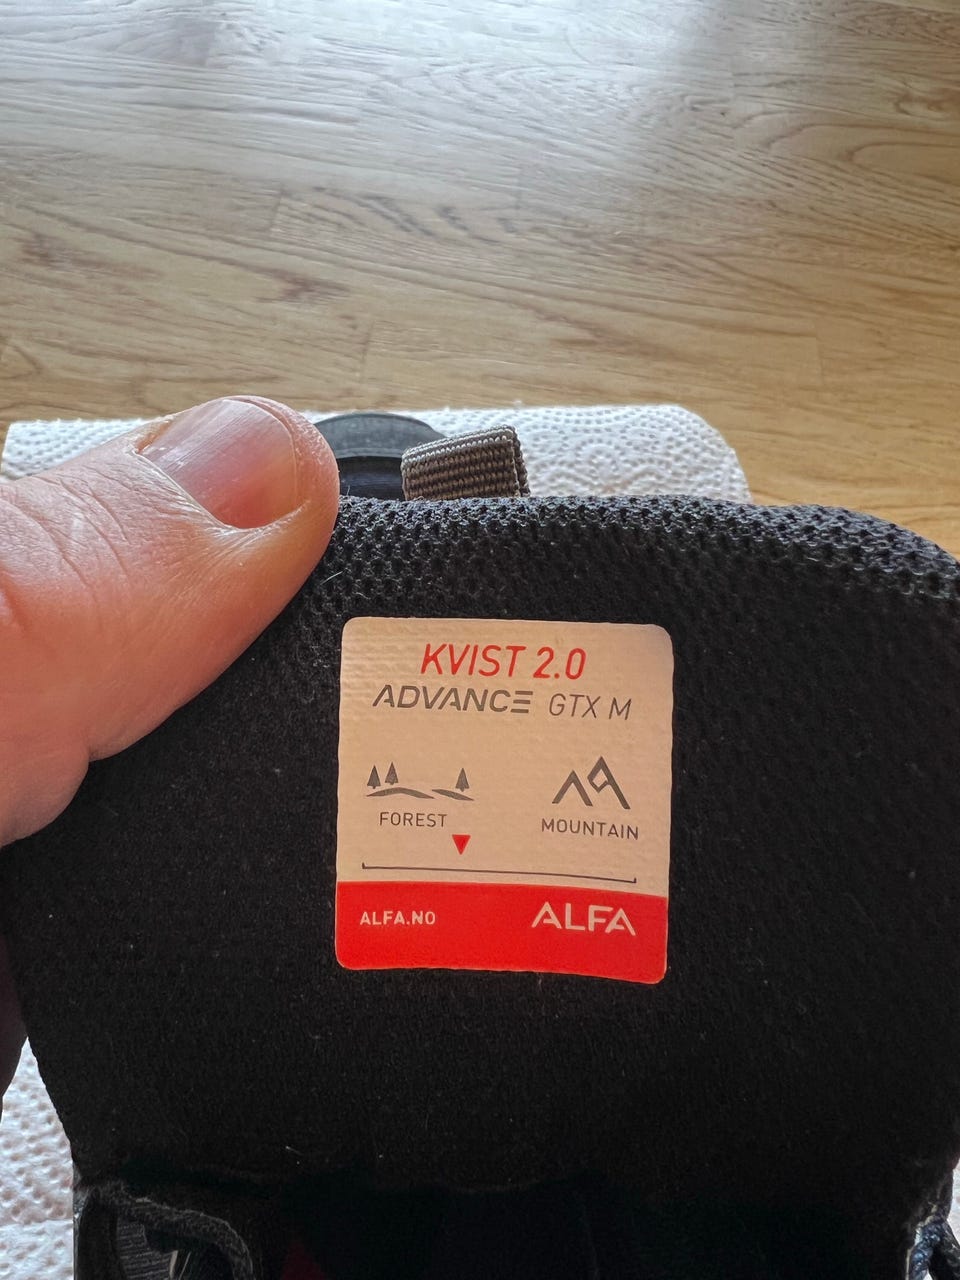 KVIST 2.0
ADVANCE GTX M
FOREST MOUNTAIN
ALFA.NO ALFA